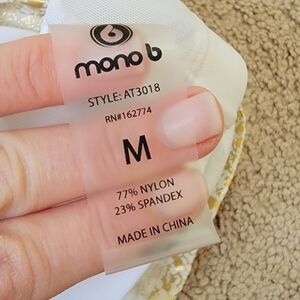 mono b
STYLE: AT3018
RN#162774
M
77% NYLON
23% SPANDEX
MADE IN CHINA